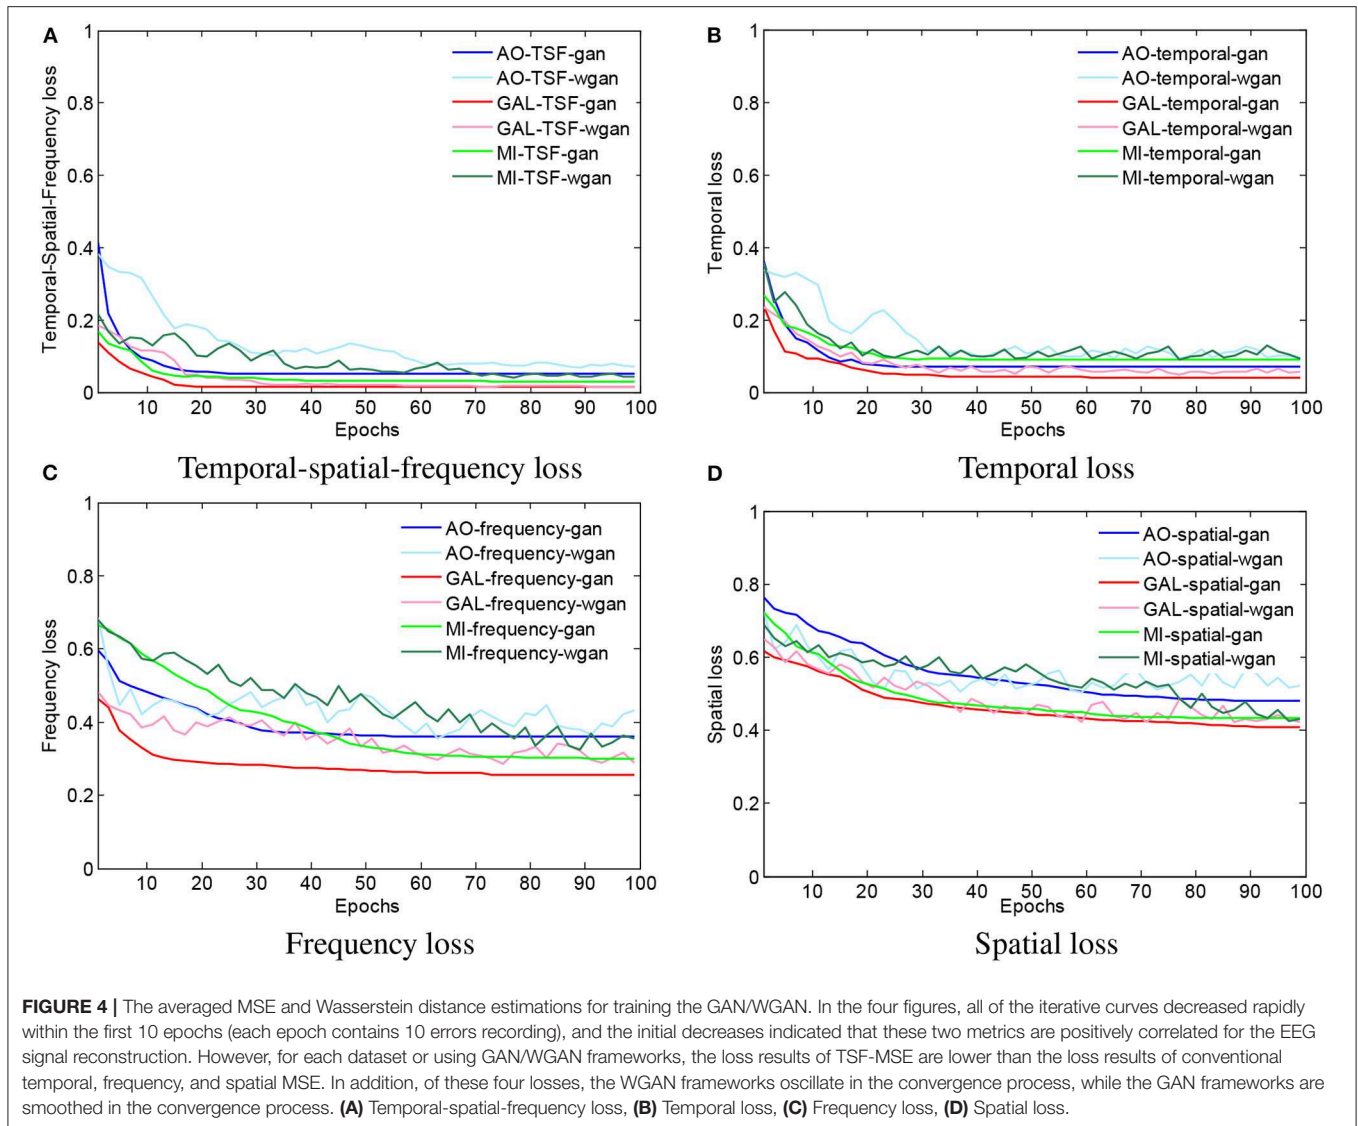 A
1
0.8
0.6
0.4
0.2
0
Temporal-Spatial-Frequency loss
AO-TSF-gan
AO-TSF-wgan
GAL-TSF-gan
GAL-TSF-wgan
MI-TSF-gan
MI-TSF-wgan
10 20 30 40 50 60 70 80 90 100
Epochs
Temporal-spatial-frequency loss
B
1
0.8
0.6
0.4
0.2
0
Temporal loss
AO-temporal-gan
AO-temporal-wgan
GAL-temporal-gan
GAL-temporal-wgan
MI-temporal-gan
MI-temporal-wgan
10 20 30 40 50 60 70 80 90 100
Epochs
Temporal loss
C
1
0.8
0.6
0.4
0.2
0
Frequency loss
AO-frequency-gan
AO-frequency-wgan
GAL-frequency-gan
GAL-frequency-wgan
MI-frequency-gan
MI-frequency-wgan
10 20 30 40 50 60 70 80 90 100
Epochs
Frequency loss
D
1
0.8
0.6
0.4
0.2
0
Spatial loss
AO-spatial-gan
AO-spatial-wgan
GAL-spatial-gan
GAL-spatial-wgan
MI-spatial-gan
MI-spatial-wgan
10 20 30 40 50 60 70 80 90 100
Epochs
Spatial loss
FIGURE 4 | The averaged MSE and Wasserstein distance estimations for training the GAN/WGAN. In the four figures, all of the iterative curves decreased rapidly
within the first 10 epochs (each epoch contains 10 errors recording), and the initial decreases indicated that these two metrics are positively correlated for the EEG
signal reconstruction. However, for each dataset or using GAN/WGAN frameworks, the loss results of TSF-MSE are lower than the loss results of conventional
temporal, frequency, and spatial MSE. In addition, of these four losses, the WGAN frameworks oscillate in the convergence process, while the GAN frameworks are
smoothed in the convergence process. (A) Temporal-spatial-frequency loss, (B) Temporal loss, (C) Frequency loss, (D) Spatial loss.